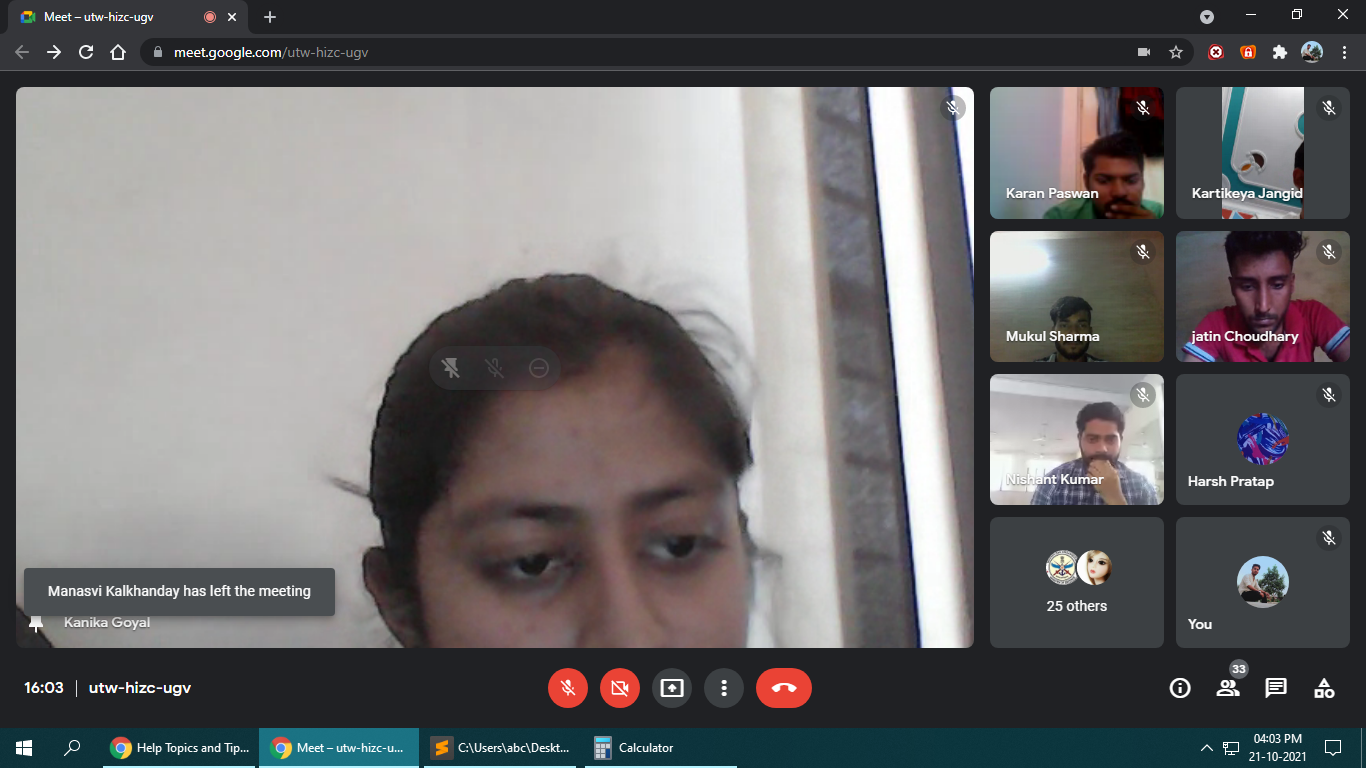 Meet – utw-hizc-ugv
meet.google.com/utw-hizc-ugv
Karan Paswan
Kartikeya Jangid
Mukul Sharma
jatin Choudhary
Nishant Kumar
Harsh Pratap
25 others
You
Manasvi Kalkhanday has left the meeting
Kanika Goyal
16:03 | utw-hizc-ugv
33
Help Topics and Tip...
Meet – utw-hizc-u...
C:\Users\abc\Deskt...
Calculator
04:03 PM
21-10-2021